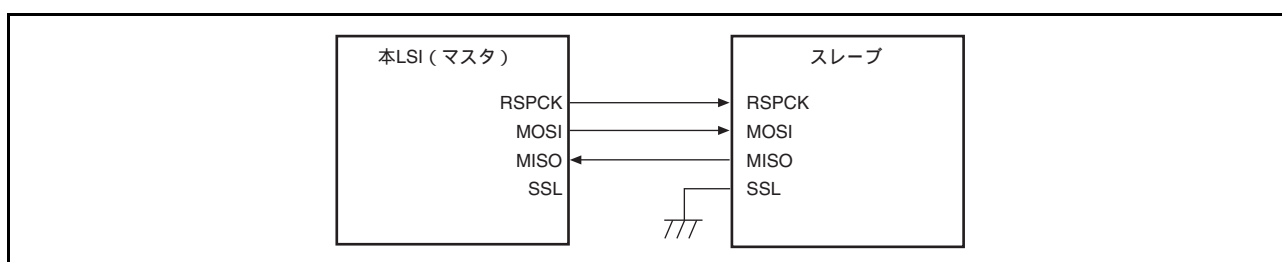 本LSI（マスタ）
RSPCK
MOSI
MISO
SSL
スレーブ
RSPCK
MOSI
MISO
SSL